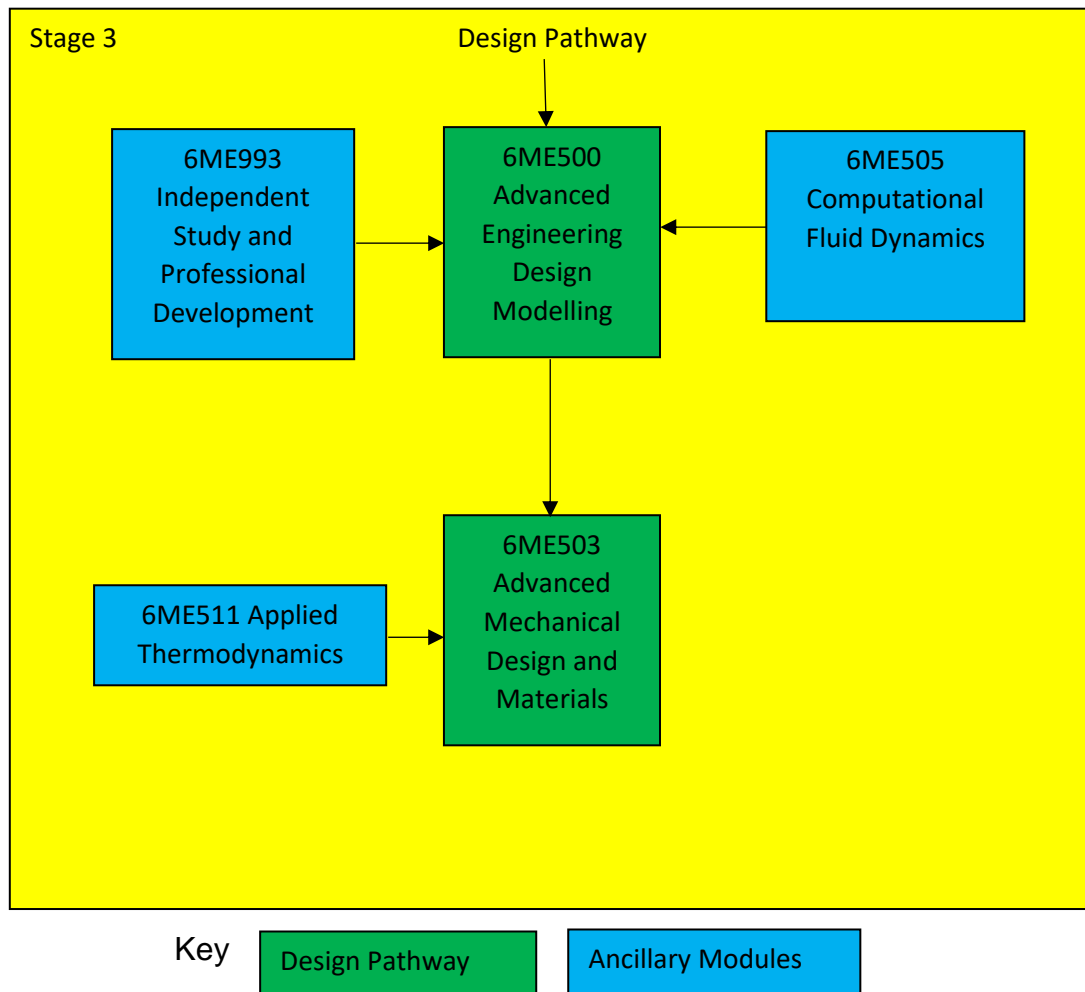 Stage 3
Design Pathway
6ME993
Independent
Study and
Professional
Development
6ME500
Advanced
Engineering
Design
Modelling
6ME505
Computational
Fluid Dynamics
6ME511 Applied
Thermodynamics
6ME503
Advanced
Mechanical
Design and
Materials
Key
Design Pathway
Ancillary Modules